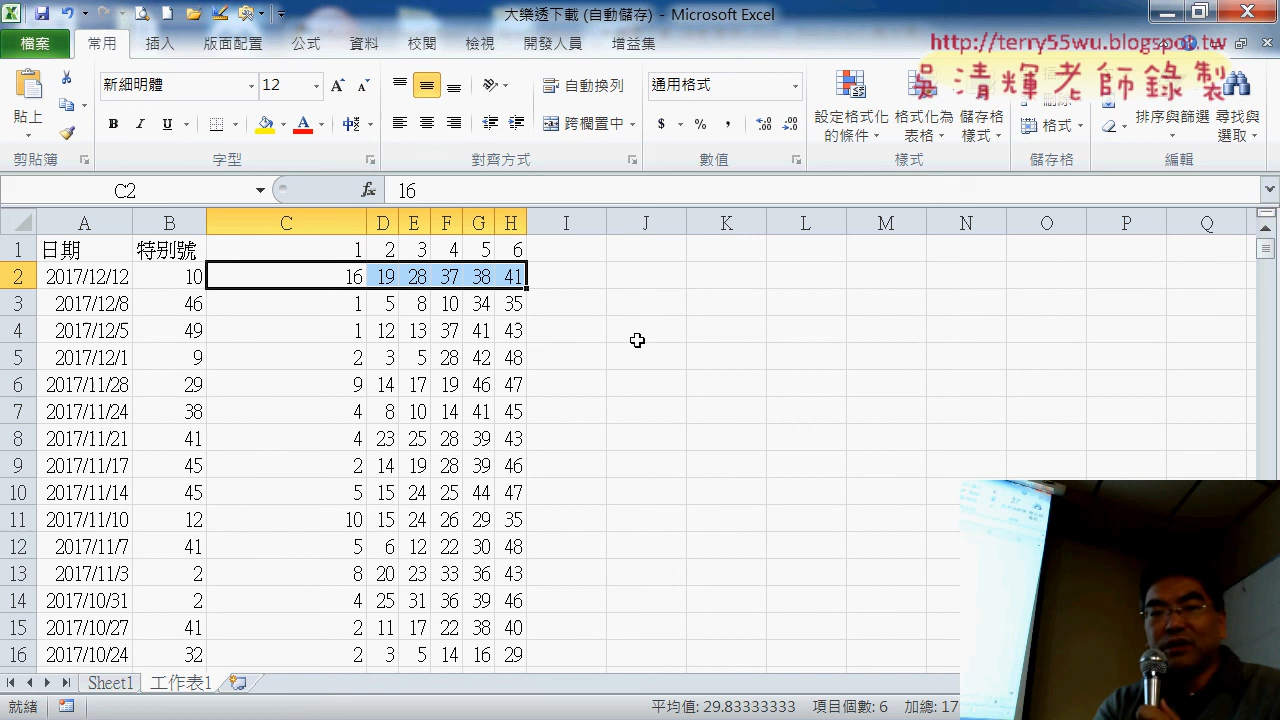 大樂透下載 (自動儲存) - Microsoft Excel
檔案 常用 插入 版面配置 公式 資料 校閱 檢視 開發人員 增益集
http://terry55wu.blogspot.tw
吳清輝老師錄製
新細明體 12 自動換列 通用格式
貼上 B I U 跨欄置中 $ % , 設定格式化的條件 格式化為表格 儲存格樣式 格式 排序與篩選 尋找與選取
剪貼簿 字型 對齊方式 數值 樣式 儲存格 編輯
C2 fx 16
A B C D E F G H I J K L M N O P Q
1 日期 特別號 1 2 3 4 5 6
2 2017/12/12 10 16 19 28 37 38 41
3 2017/12/8 46 1 5 8 10 34 35
4 2017/12/5 49 1 12 13 37 41 43
5 2017/12/1 9 2 3 5 28 42 48
6 2017/11/28 29 9 14 17 19 46 47
7 2017/11/24 38 4 8 10 14 41 45
8 2017/11/21 41 4 23 25 28 39 43
9 2017/11/17 45 2 14 19 28 39 46
10 2017/11/14 45 5 15 24 25 44 47
11 2017/11/10 12 10 15 24 26 29 35
12 2017/11/7 41 5 6 12 22 30 48
13 2017/11/3 2 8 20 23 33 36 43
14 2017/10/31 2 4 25 31 36 39 46
15 2017/10/27 41 2 11 17 22 38 40
16 2017/10/24 32 2 3 5 14 16 29
Sheet1 工作表1
就緒 平均值: 29.83333333 項目個數: 6 加總: 17